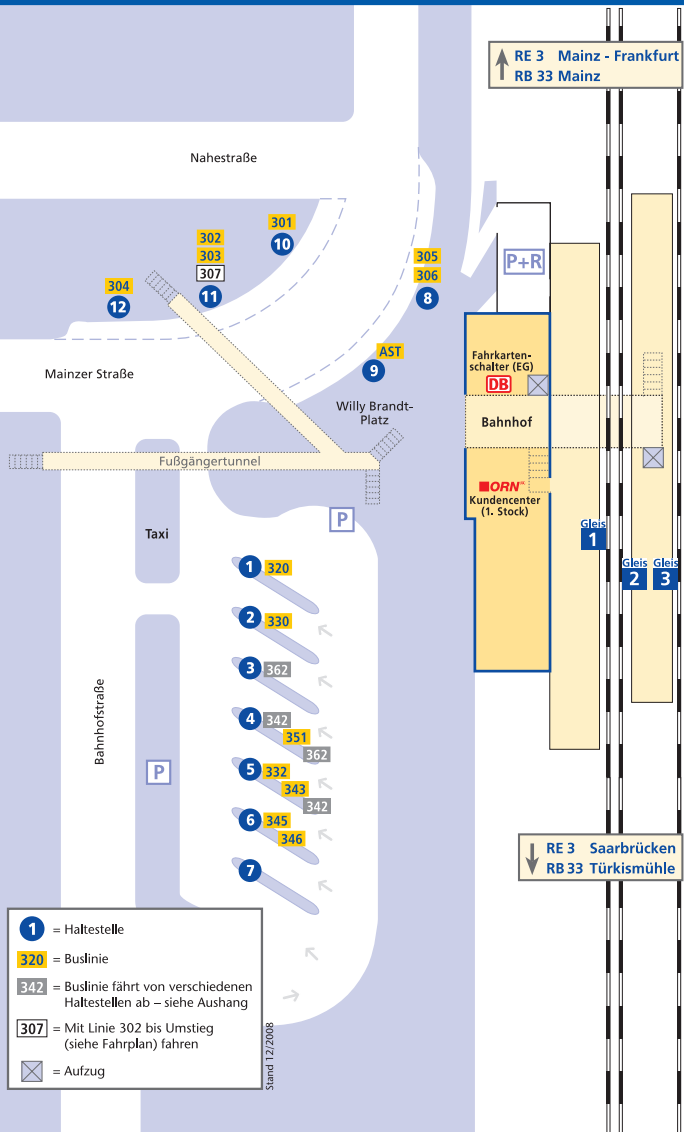 RE 3 Mainz - Frankfurt
RB 33 Mainz
Nahestraße
301
10
302
303
307
11
304
12
305
306
8
P+R
AST
9
Fahrkarten-
schalter (EG)
DB
Mainzer Straße
Willy Brandt-
Platz
Bahnhof
Fußgängertunnel
ORN
Kundencenter
(1. Stock)
P
Taxi
Gleis
1
Gleis
2
Gleis
3
1 320
2 330
3 362
4 342
351
362
5 332
343
342
6 345
346
7
Bahnhofstraße
P
RE 3 Saarbrücken
RB 33 Türkismühle
1 = Haltestelle
320 = Buslinie
342 = Buslinie fährt von verschiedenen
Haltestellen ab – siehe Aushang
307 = Mit Linie 302 bis Umstieg
(siehe Fahrplan) fahren
= Aufzug
Stand 12/2008